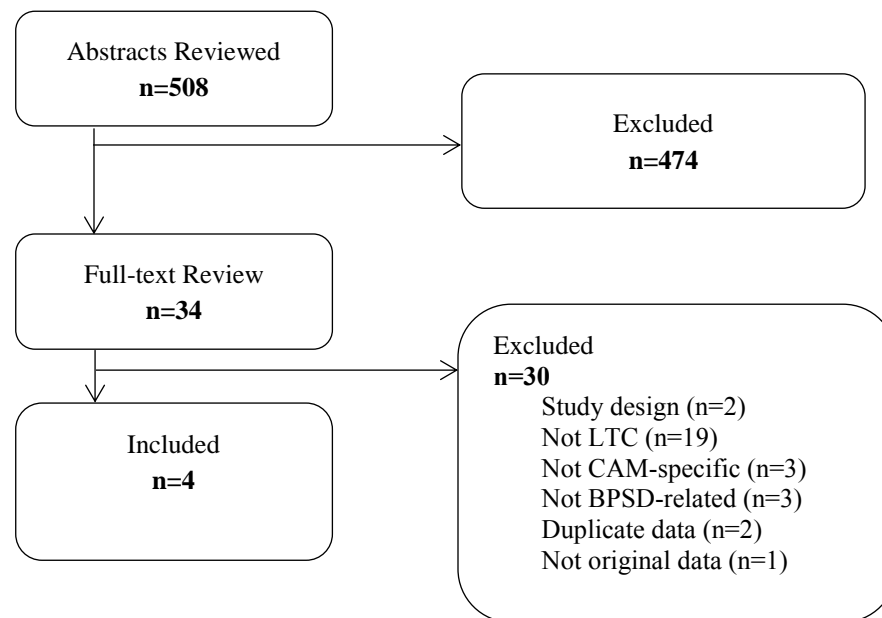 Abstracts Reviewed
n=508
Excluded
n=474
Full-text Review
n=34
Excluded
n=30
Study design (n=2)
Not LTC (n=19)
Not CAM-specific (n=3)
Not BPSD-related (n=3)
Duplicate data (n=2)
Not original data (n=1)
Included
n=4